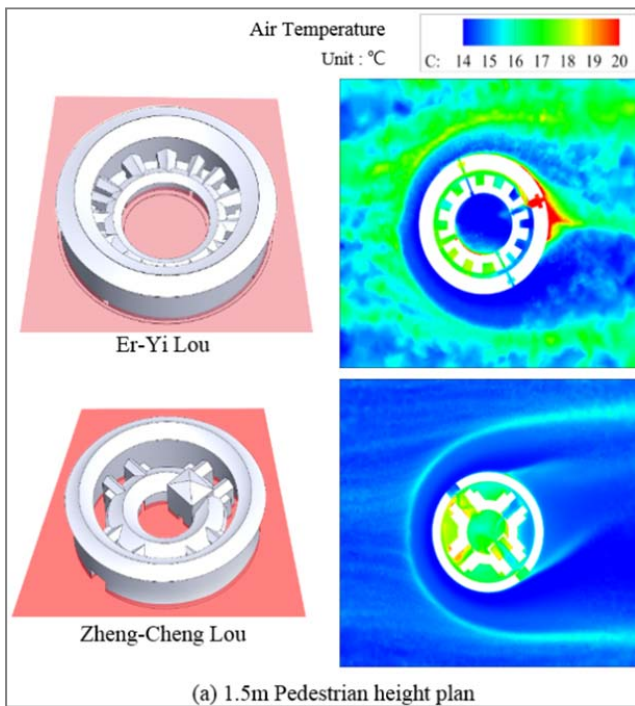 Air Temperature
Unit : ℃
C: 14 15 16 17 18 19 20
Er-Yi Lou
Zheng-Cheng Lou
(a) 1.5m Pedestrian height plan